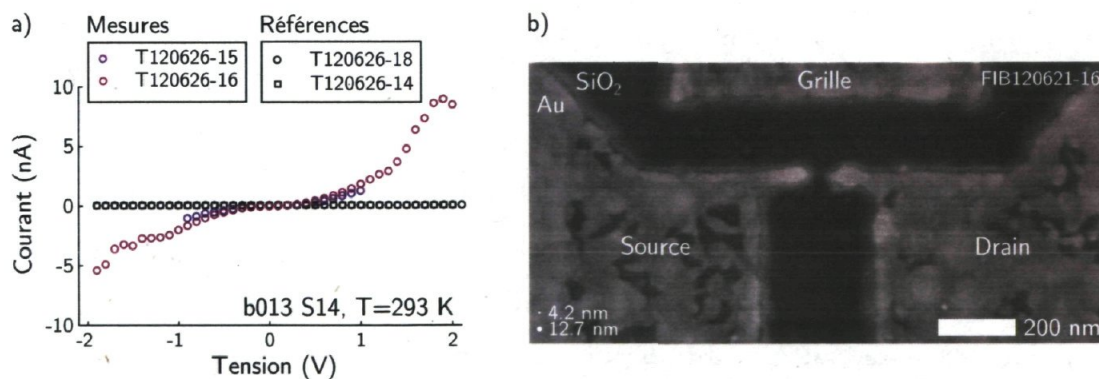 a)
Mesures
T120626-15
T120626-16
Références
T120626-18
T120626-14
10
5
0
-5
-10
Courant (nA)
-2
-1
0
1
2
Tension (V)
b013 S14, T=293 K
b)
SiO₂
Grille
FIB120621-16
Au
Source
Drain
· 4.2 nm
• 12.7 nm
200 nm